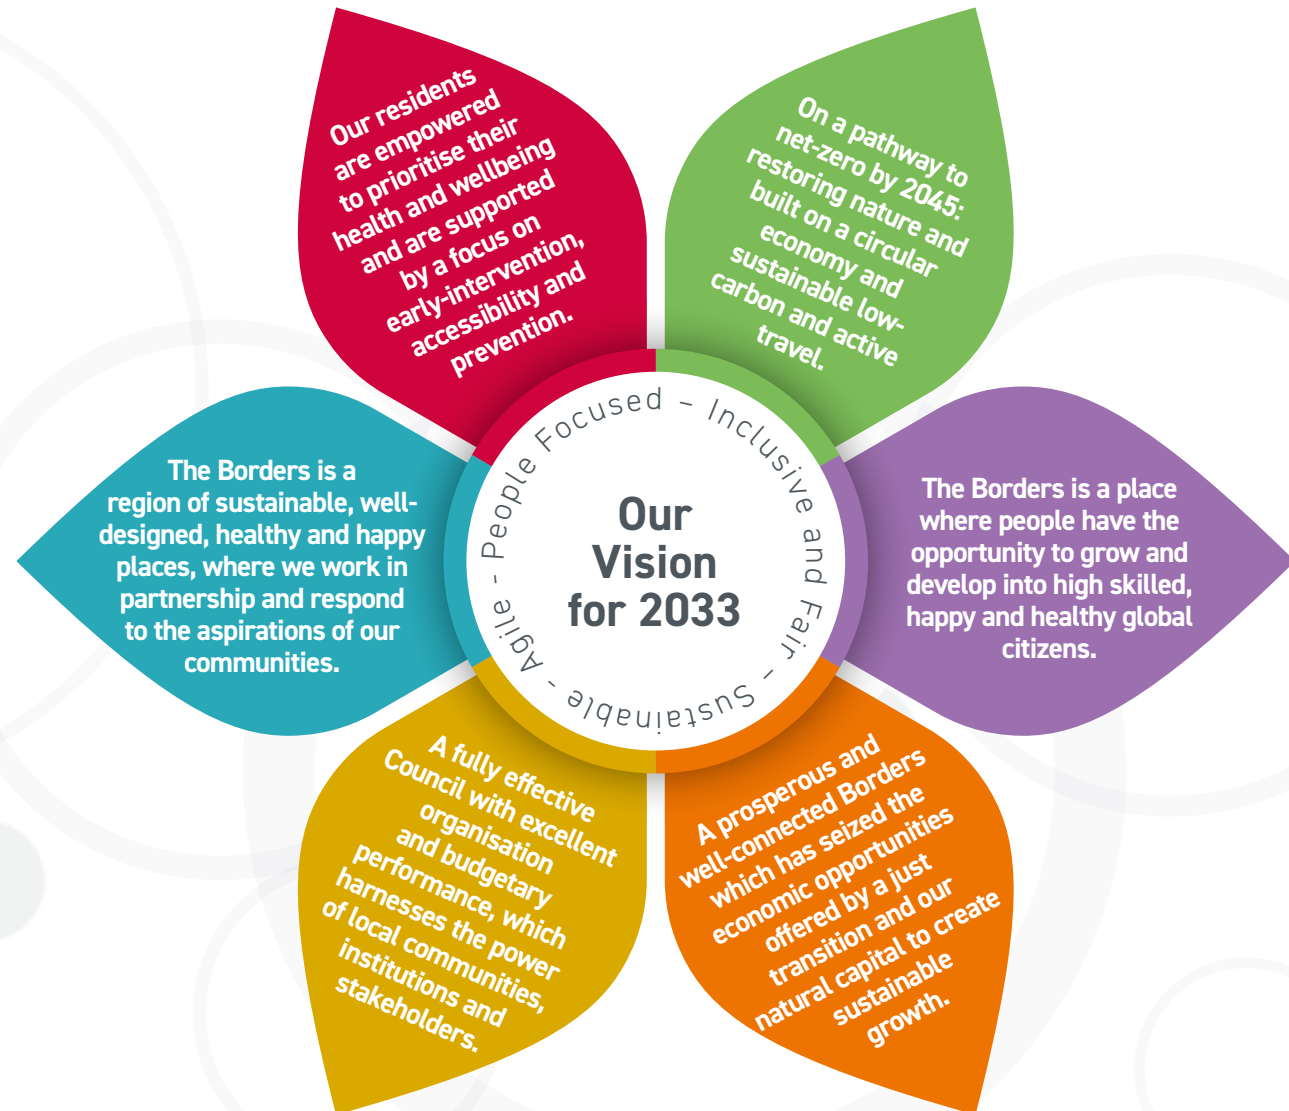 Our residents
are empowered
to prioritise their
health and wellbeing
and are supported
by a focus on
early-intervention,
accessibility and
prevention.
On a pathway to
net-zero by 2045:
restoring nature and
built on a circular
economy and
sustainable low-
carbon and active
travel.
The Borders is a
region of sustainable, well-
designed, healthy and happy
places, where we work in
partnership and respond
to the aspirations of our
communities.
People Focused – Inclusive and Fair – Sustainable - Agile -
Our
Vision
for 2033
The Borders is a place
where people have the
opportunity to grow and
develop into high skilled,
happy and healthy global
citizens.
A fully effective
Council with excellent
organisation
and budgetary
performance, which
harnesses the power
of local communities,
institutions and
stakeholders.
A prosperous and
well-connected Borders
which has seized the
economic opportunities
offered by a just
transition and our
natural capital to create
sustainable
growth.